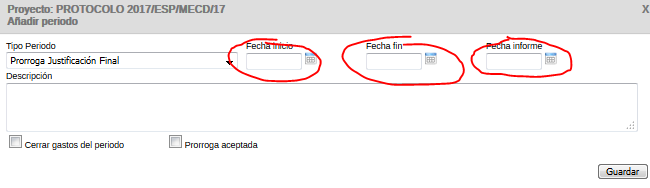 Proyecto: PROTOCOLO 2017/ESP/MECD/17 X
Añadir periodo
Tipo Periodo Fecha Inicio Fecha fin Fecha informe
Prorroga Justificación Final
Descripción
Cerrar gastos del periodo Prorroga aceptada
Guardar